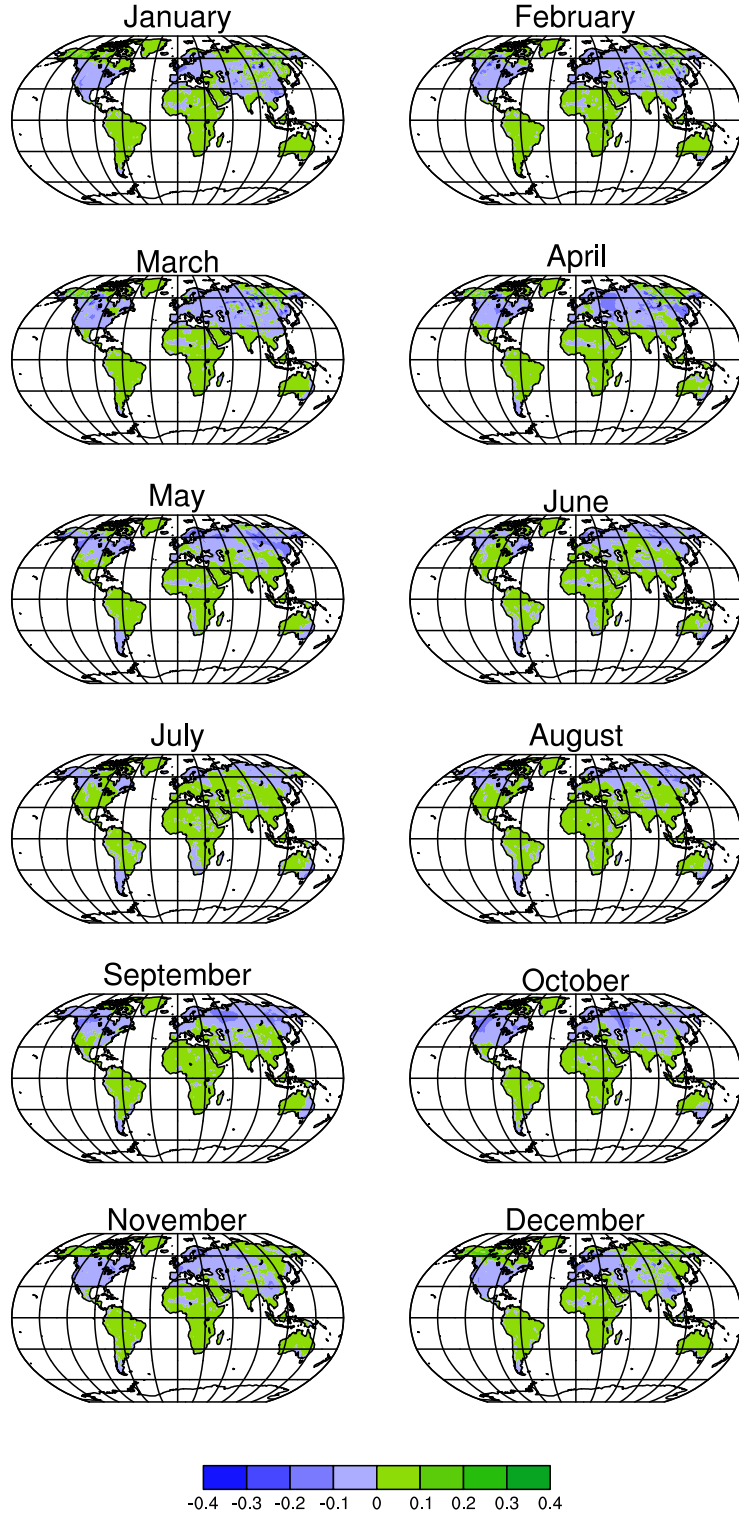 January February
March April
May June
July August
September October
November December
-0.4 -0.3 -0.2 -0.1 0 0.1 0.2 0.3 0.4